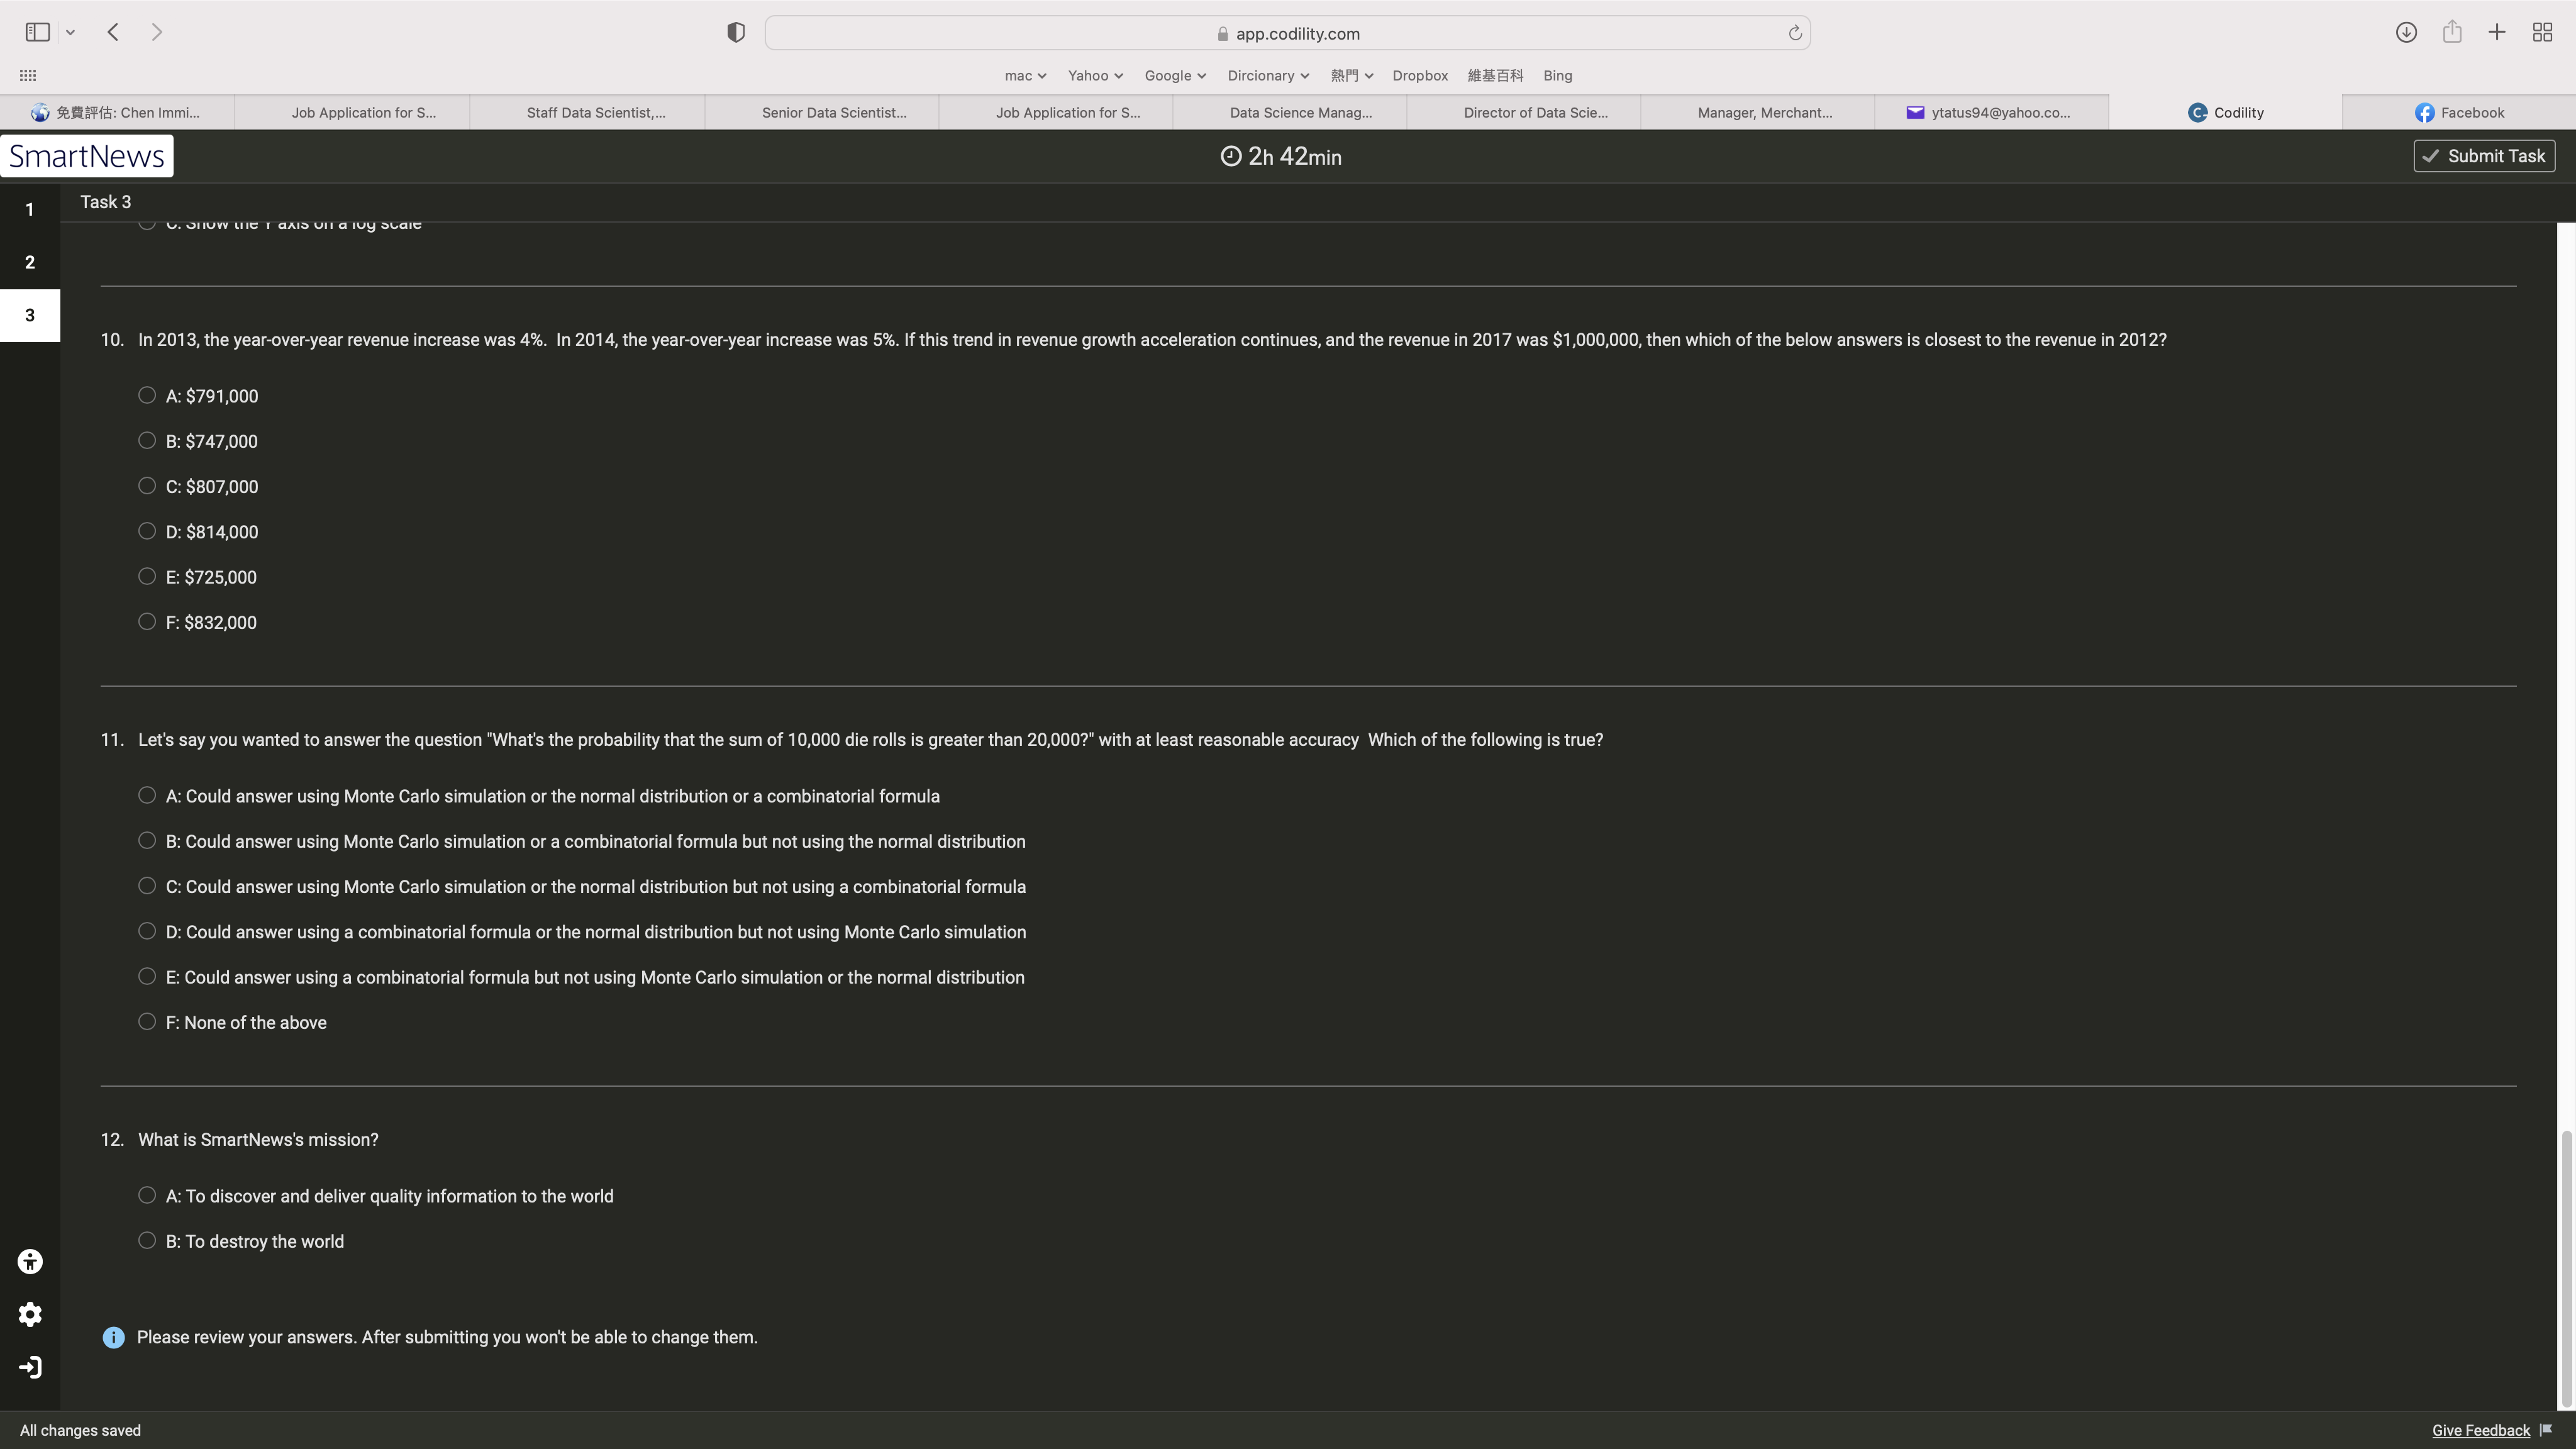 app.codility.com
mac Yahoo Google Dircionary 熱門 Dropbox 維基百科 Bing
免費評估: Chen Immi... Job Application for S... Staff Data Scientist,... Senior Data Scientist... Job Application for S... Data Science Manag... Director of Data Scie... Manager, Merchant... ytatus94@yahoo.co... Codility Facebook
SmartNews 2h 42min Submit Task
1 Task 3
C: Show the Y axis on a log scale
2
3
10. In 2013, the year-over-year revenue increase was 4%. In 2014, the year-over-year increase was 5%. If this trend in revenue growth acceleration continues, and the revenue in 2017 was $1,000,000, then which of the below answers is closest to the revenue in 2012?
A: $791,000
B: $747,000
C: $807,000
D: $814,000
E: $725,000
F: $832,000
11. Let's say you wanted to answer the question "What's the probability that the sum of 10,000 die rolls is greater than 20,000?" with at least reasonable accuracy Which of the following is true?
A: Could answer using Monte Carlo simulation or the normal distribution or a combinatorial formula
B: Could answer using Monte Carlo simulation or a combinatorial formula but not using the normal distribution
C: Could answer using Monte Carlo simulation or the normal distribution but not using a combinatorial formula
D: Could answer using a combinatorial formula or the normal distribution but not using Monte Carlo simulation
E: Could answer using a combinatorial formula but not using Monte Carlo simulation or the normal distribution
F: None of the above
12. What is SmartNews's mission?
A: To discover and deliver quality information to the world
B: To destroy the world
Please review your answers. After submitting you won't be able to change them.
All changes saved Give Feedback